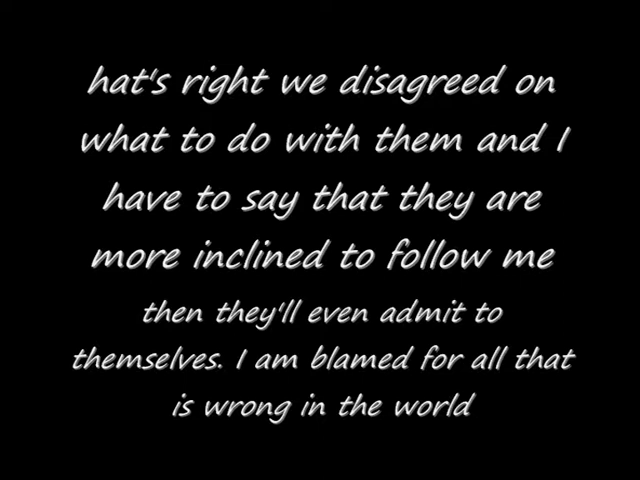 hat's right we disagreed on
what to do with them and I
have to say that they are
more inclined to follow me
then they'll even admit to
themselves. I am blamed for all that
is wrong in the world